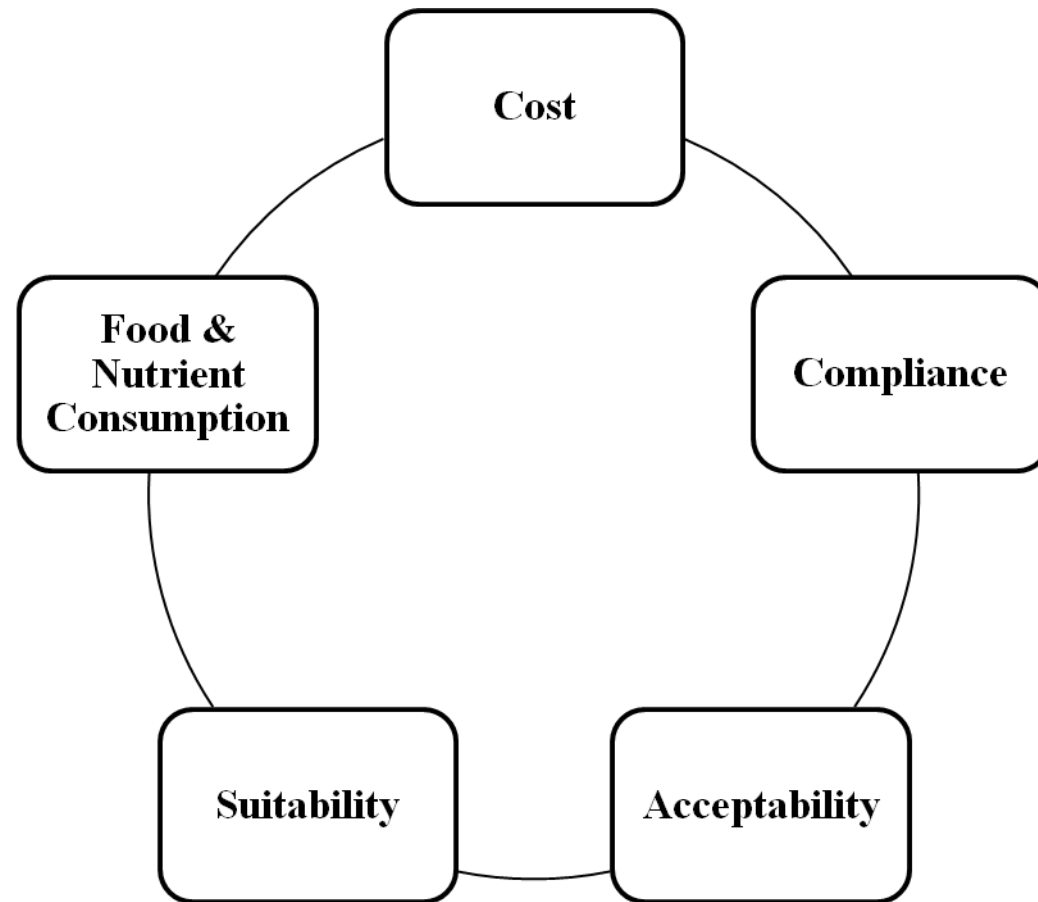 Cost
Food &
Nutrient
Consumption
Compliance
Suitability
Acceptability